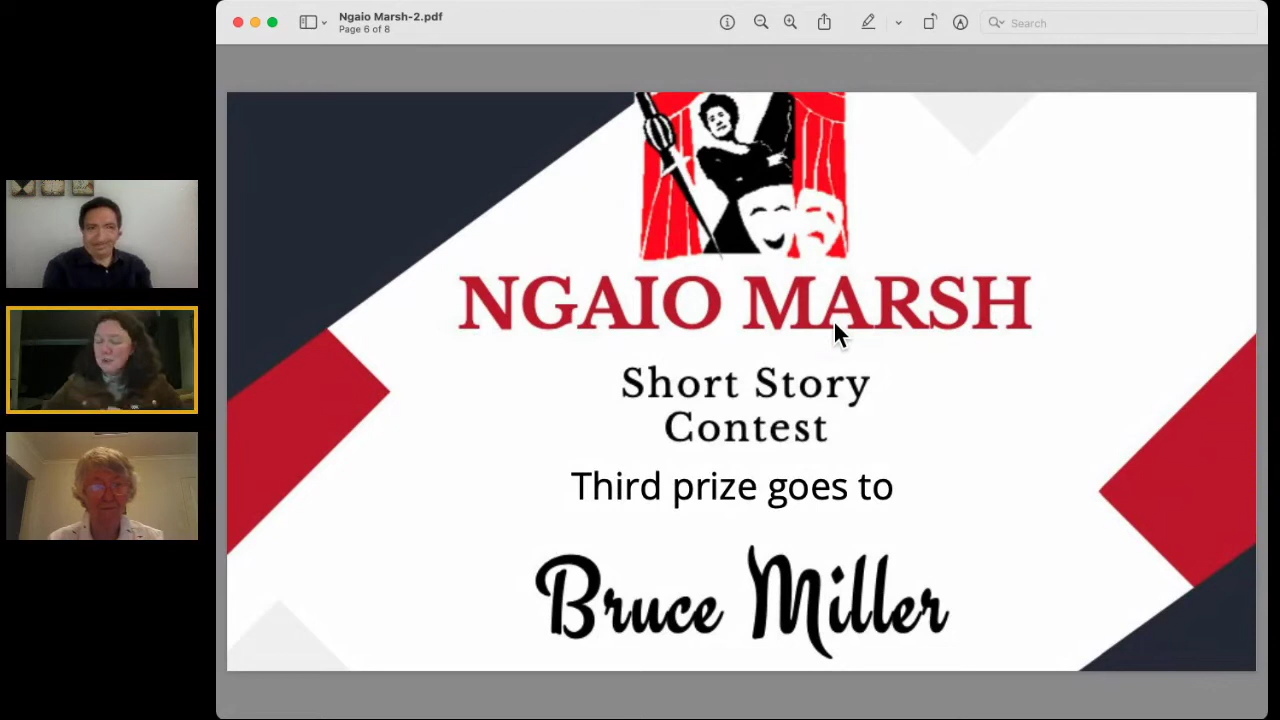 Ngaio Marsh-2.pdf
Page 6 of 8
Search
NGAIO MARSH
Short Story
Contest
Third prize goes to
Bruce Miller